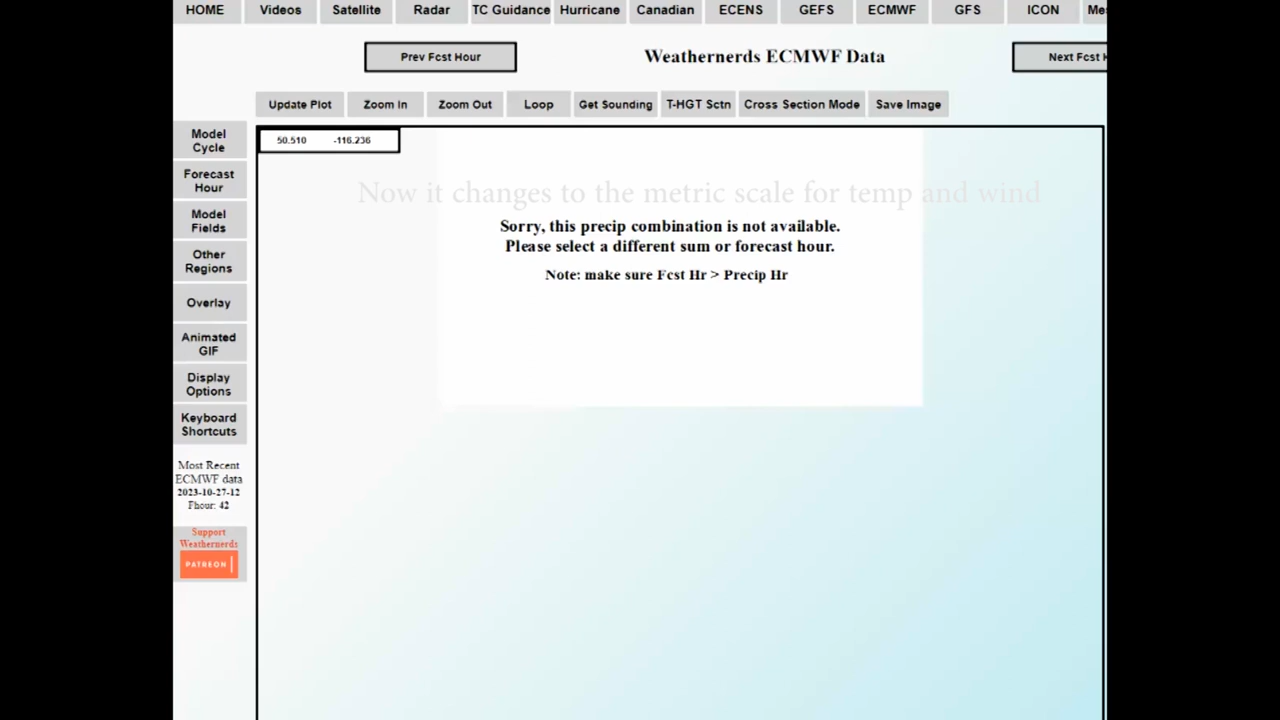 HOME Videos Satellite Radar TC Guidance Hurricane Canadian ECENS GEFS ECMWF GFS ICON
Prev Fcst Hour Weathernerds ECMWF Data Next Fcst
Update Plot Zoom In Zoom Out Loop Get Sounding T-HGT Sctn Cross Section Mode Save Image
50.510 -116.236
Now it changes to the metric scale for temp and wind
Sorry, this precip combination is not available.
Please select a different sum or forecast hour.
Note: make sure Fcst Hr > Precip Hr
Model
Cycle
Forecast
Hour
Model
Fields
Other
Regions
Overlay
Animated
GIF
Display
Options
Keyboard
Shortcuts
Most Recent
ECMWF data
2023-10-27-12
Fhour: 42
Support
Weathernerds
PATREON